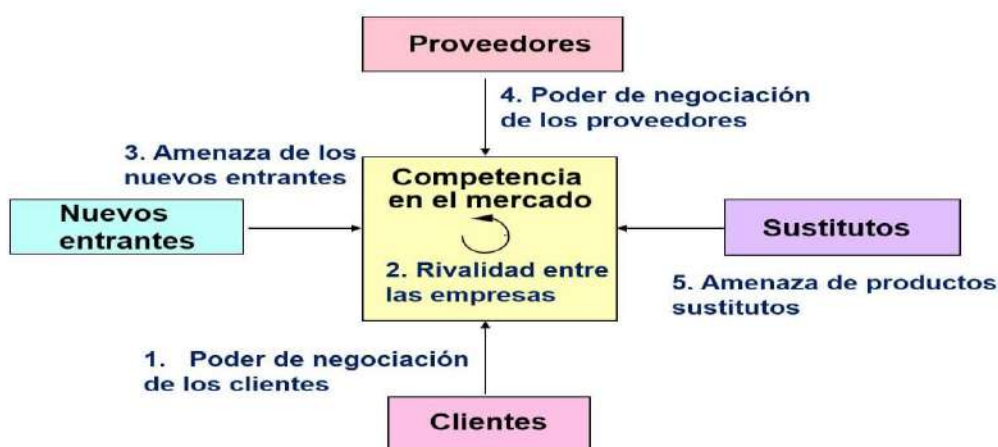 Proveedores
4. Poder de negociación
de los proveedores
3. Amenaza de los
nuevos entrantes
Nuevos
entrantes
Competencia
en el mercado
2. Rivalidad entre
las empresas
Sustitutos
5. Amenaza de productos
sustitutos
1. Poder de negociación
de los clientes
Clientes